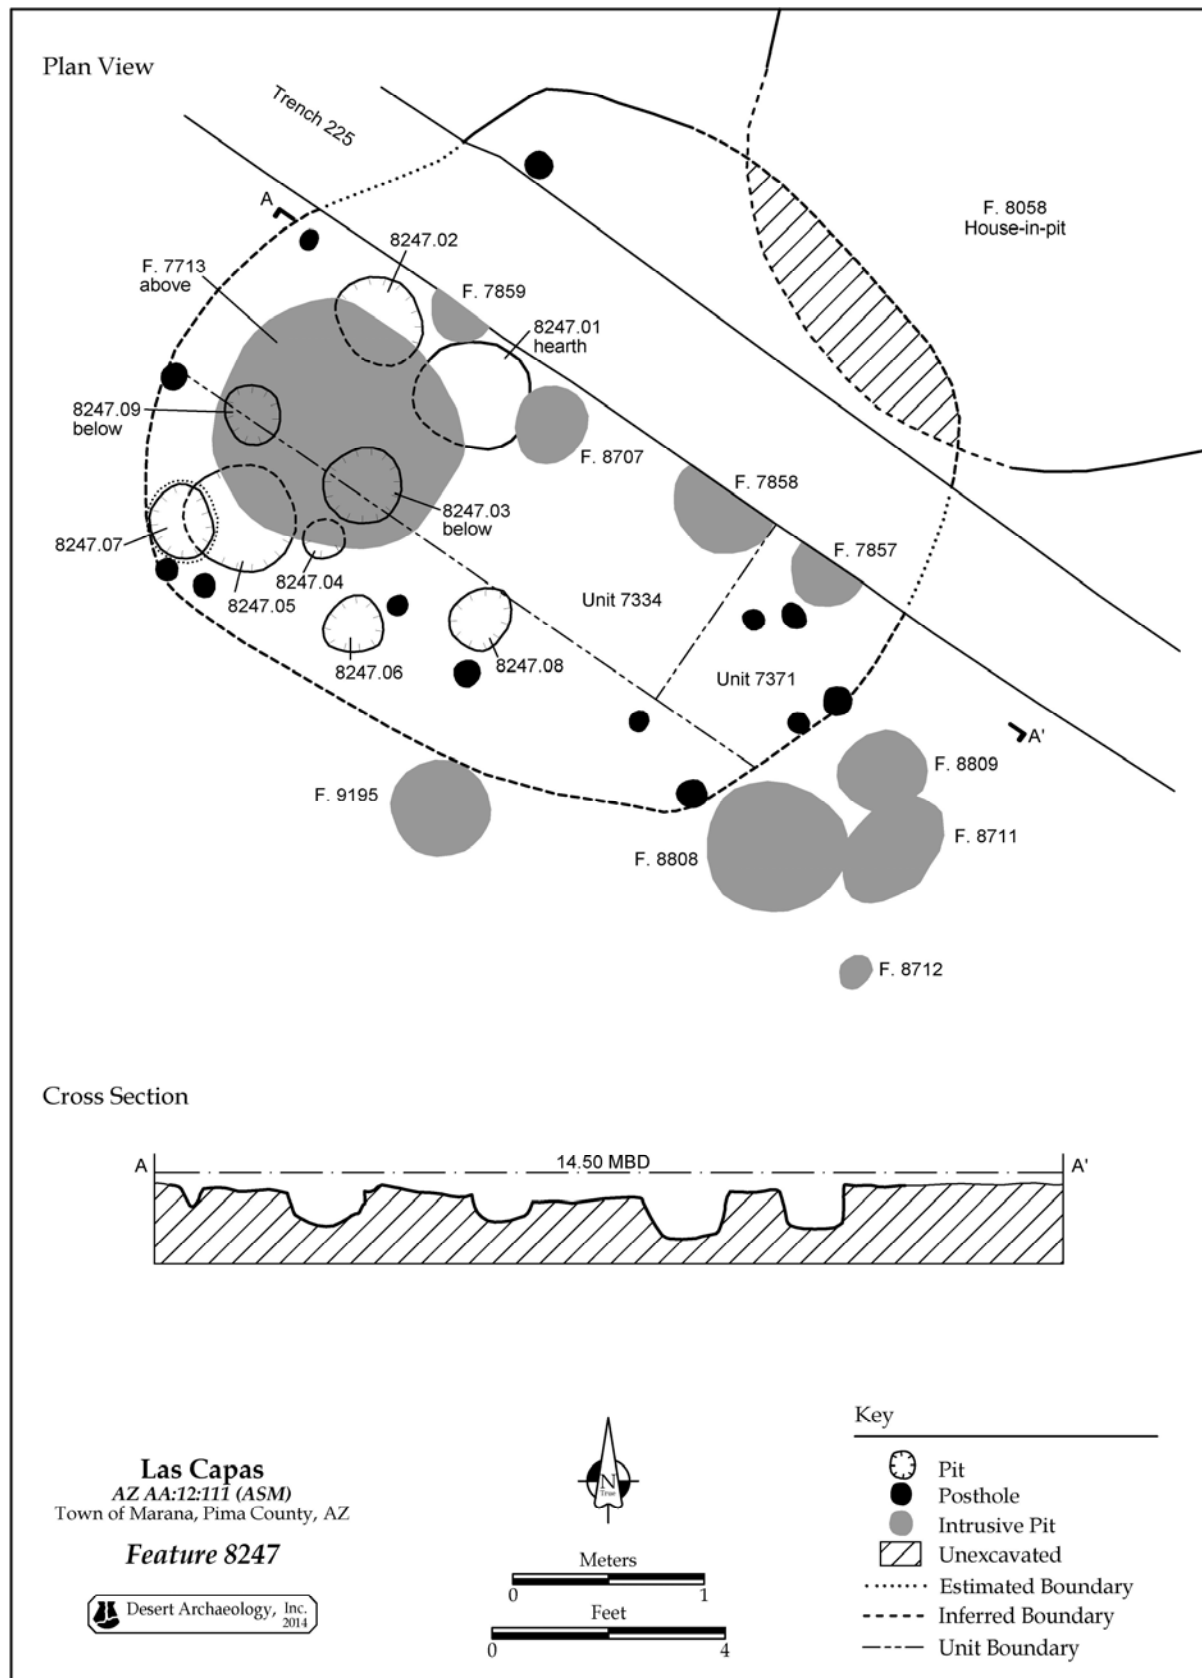 Plan View
Trench 225
A
8247.02
F. 8058
House-in-pit
F. 7713
above
F. 7859
8247.01
hearth
8247.09
below
F. 8707
F. 7858
8247.03
below
8247.07
F. 7857
8247.04
8247.05
Unit 7334
8247.06
8247.08
Unit 7371
A'
F. 8809
F. 9195
F. 8711
F. 8808
F. 8712
Cross Section
A
14.50 MBD
A'
Las Capas
AZ AA:12:111 (ASM)
Town of Marana, Pima County, AZ
Feature 8247
Desert Archaeology, Inc.
2014
N
True
Meters
0 1
Feet
0 4
Key
Pit
Posthole
Intrusive Pit
Unexcavated
Estimated Boundary
Inferred Boundary
Unit Boundary